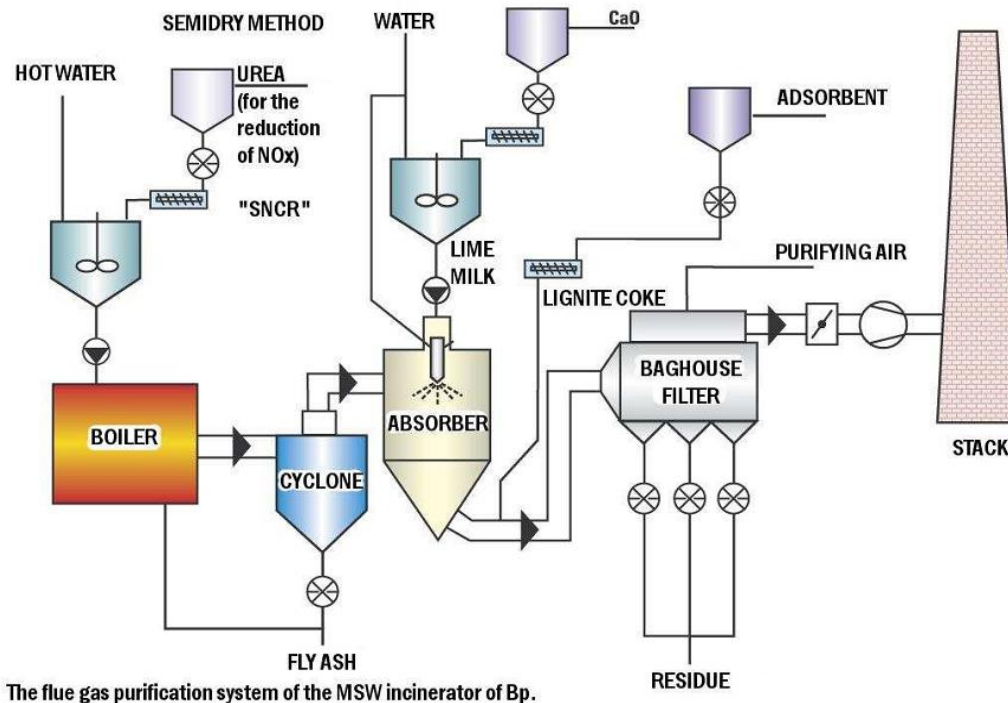 SEMIDRY METHOD
WATER
CaO
HOT WATER
UREA
(for the
reduction
of NOx)
"SNCR"
ADSORBENT
LIME
MILK
PURIFYING AIR
LIGNITE COKE
BAGHOUSE
FILTER
BOILER
ABSORBER
CYCLONE
STACK
FLY ASH
RESIDUE
The flue gas purification system of the MSW incinerator of Bp.